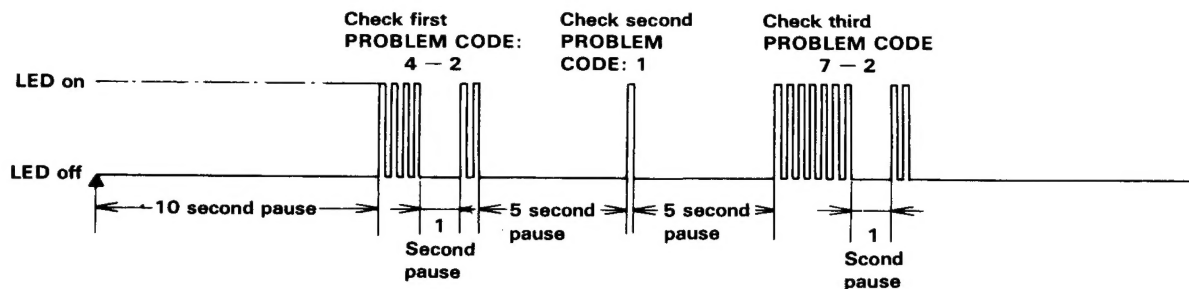 Check first
PROBLEM CODE:
4 — 2
Check second
PROBLEM
CODE: 1
Check third
PROBLEM CODE
7 — 2
LED on
LED off
10 second pause
1
Second
pause
5 second
pause
5 second
pause
1
Scond
pause